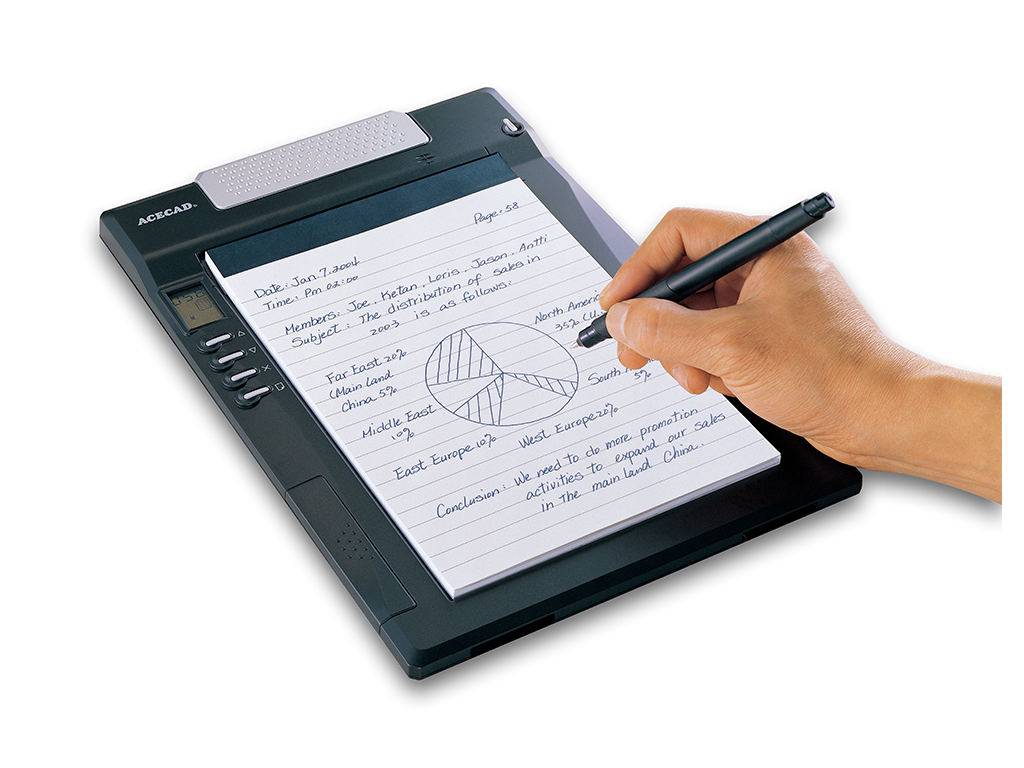 ACECAD
Page. 58
Date: Jan. 7. 2004
Time: Pm 02:00
Members: Joe, Ketan, Loris, Jason, Antti
Subject: The distribution of sales in
2003 is as follows:
North America
35% (U.
Far East 20%
(Main Land
China 5%
South
5%
Middle East
10%
East Europe 10%
West Europe 20%
Conclusion: We need to do more promotion
activities to expand our sales
in the main land China.